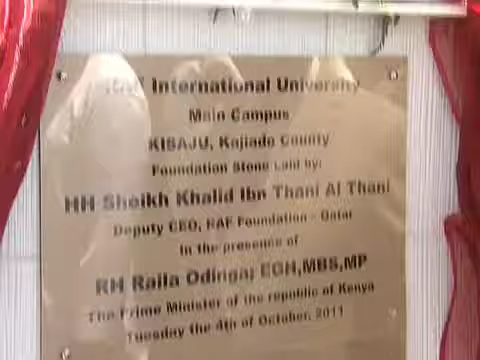 RAF International University
Main Campus
KISAJU, Kajiado County
Foundation Stone Laid by:
HH Sheikh Khalid Ibn Thani Al Thani
Deputy CEO, RAF Foundation - Qatar
In the presence of
RH Raila Odinga; EGH,MBS,MP
The Prime Minister of the republic of Kenya
Tuesday the 4th of October, 2011